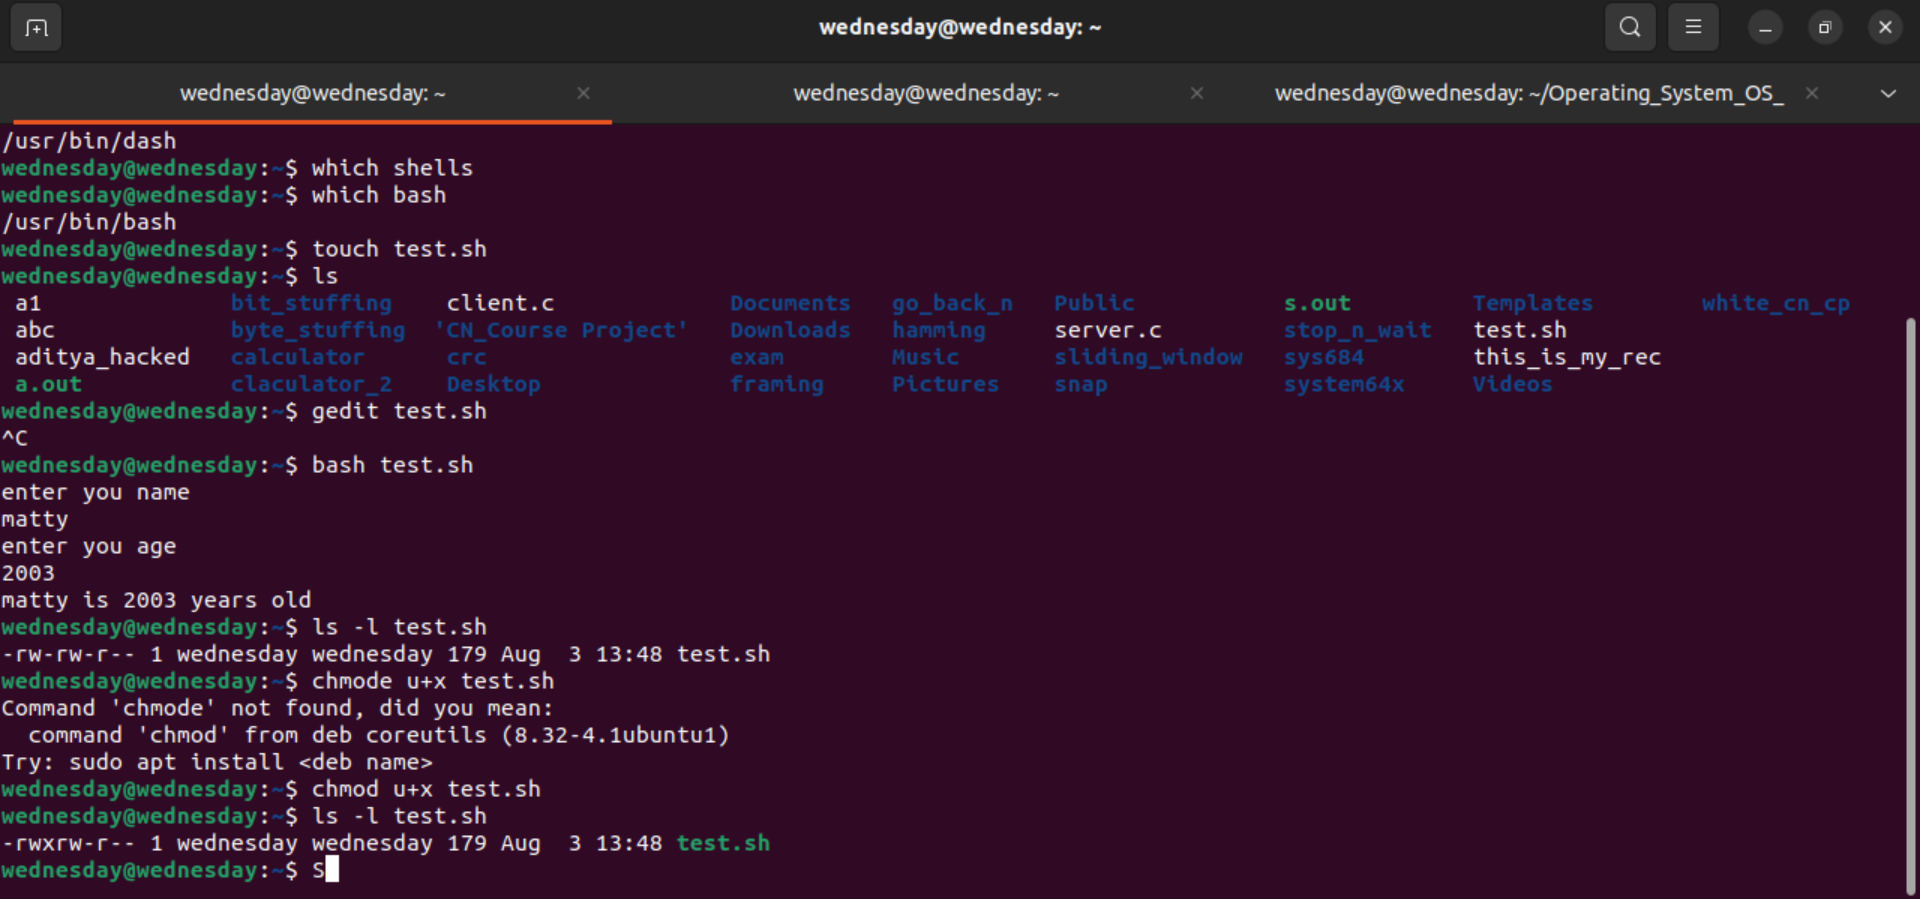 wednesday@wednesday: ~
wednesday@wednesday: ~ wednesday@wednesday: ~ wednesday@wednesday: ~/Operating_System_OS_
/usr/bin/dash
wednesday@wednesday:~$ which shells
wednesday@wednesday:~$ which bash
/usr/bin/bash
wednesday@wednesday:~$ touch test.sh
wednesday@wednesday:~$ ls
a1 bit_stuffing client.c Documents go_back_n Public s.out Templates white_cn_cp
abc byte_stuffing 'CN_Course Project' Downloads hamming server.c stop_n_wait test.sh
aditya_hacked calculator crc exam Music sliding_window sys684 this_is_my_rec
a.out claculator_2 Desktop framing Pictures snap system64x Videos
wednesday@wednesday:~$ gedit test.sh
^C
wednesday@wednesday:~$ bash test.sh
enter you name
matty
enter you age
2003
matty is 2003 years old
wednesday@wednesday:~$ ls -l test.sh
-rw-rw-r-- 1 wednesday wednesday 179 Aug  3 13:48 test.sh
wednesday@wednesday:~$ chmode u+x test.sh
Command 'chmode' not found, did you mean:
  command 'chmod' from deb coreutils (8.32-4.1ubuntu1)
Try: sudo apt install <deb name>
wednesday@wednesday:~$ chmod u+x test.sh
wednesday@wednesday:~$ ls -l test.sh
-rwxrw-r-- 1 wednesday wednesday 179 Aug  3 13:48 test.sh
wednesday@wednesday:~$ S